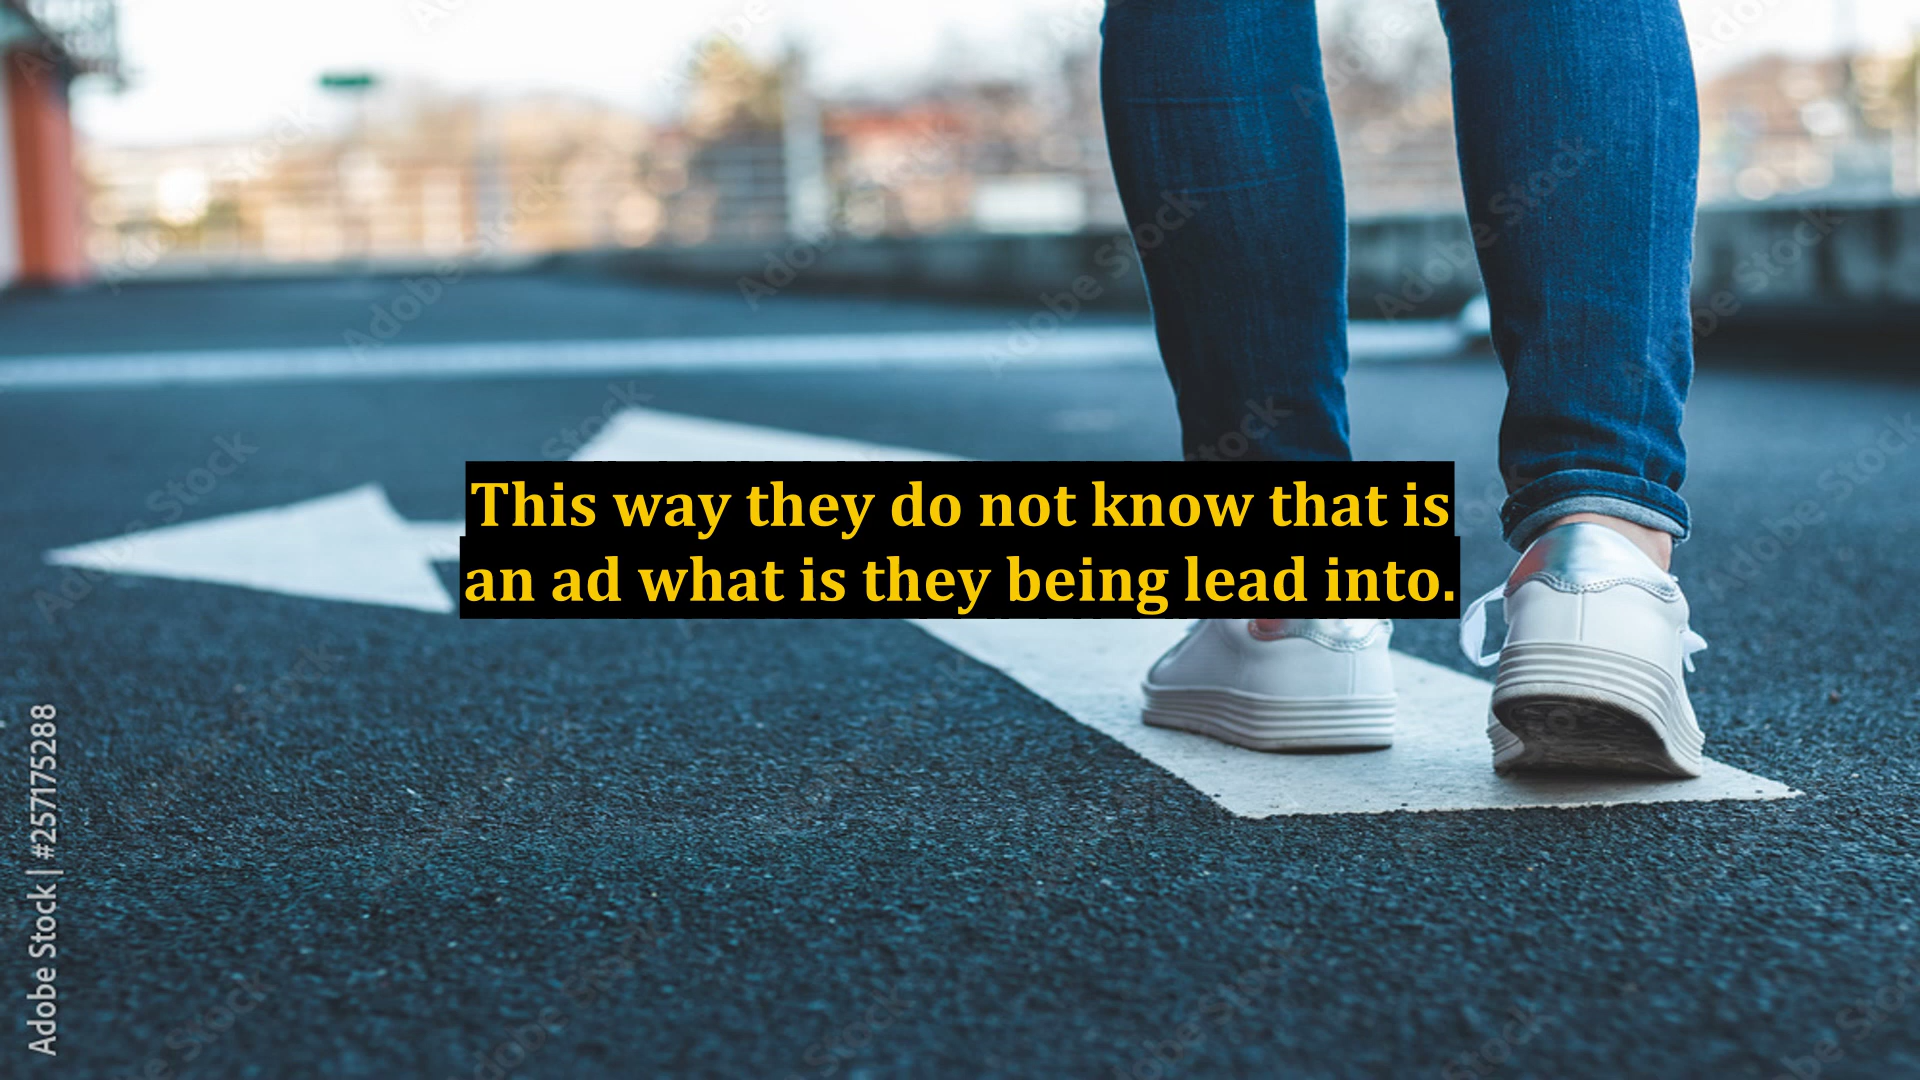 This way they do not know that is
an ad what is they being lead into.
Adobe Stock | #257175288